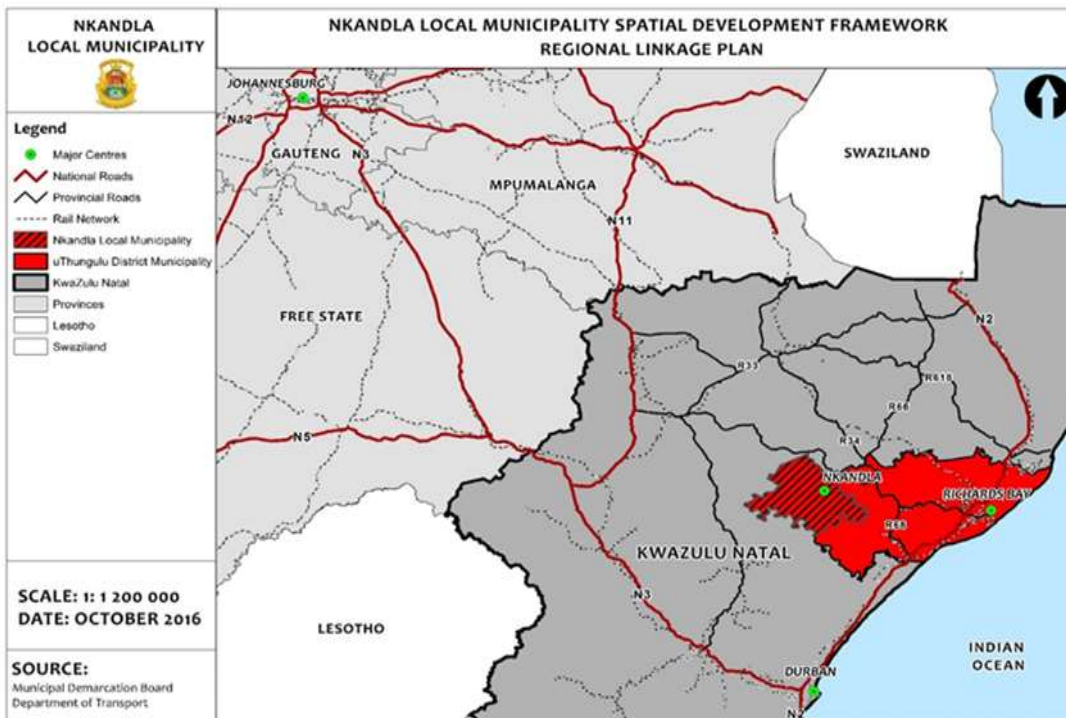 NKANDLA
LOCAL MUNICIPALITY
Legend
Major Centres
National Roads
Provincial Roads
Rail Network
Nkandla Local Municipality
uThungulu District Municipality
KwaZulu Natal
Provinces
Lesotho
Swaziland
SCALE: 1: 1 200 000
DATE: OCTOBER 2016
SOURCE:
Municipal Demarcation Board
Department of Transport
NKANDLA LOCAL MUNICIPALITY SPATIAL DEVELOPMENT FRAMEWORK
REGIONAL LINKAGE PLAN
JOHANNESBURG
N12
GAUTENG
N3
MPUMALANGA
SWAZILAND
N11
FREE STATE
N2
R33
R618
R66
R34
N5
NKANDLA
RICHARDS BAY
R68
KWAZULU NATAL
N3
LESOTHO
INDIAN
OCEAN
DURBAN
N2